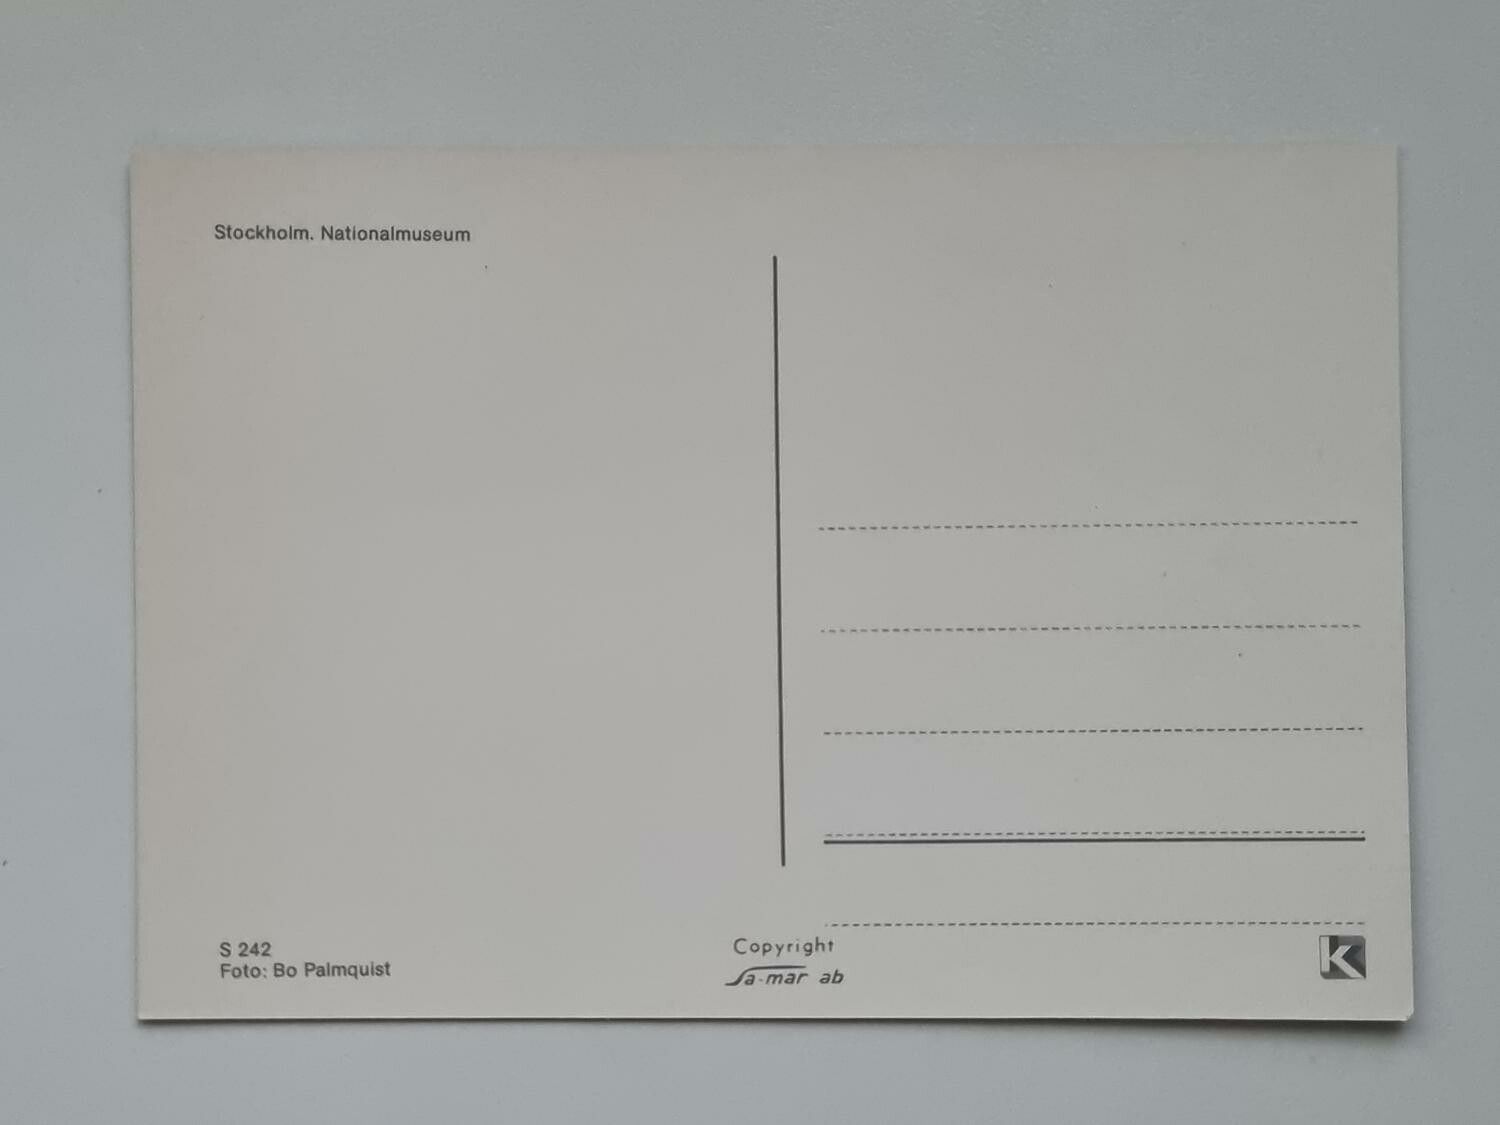 Stockholm. Nationalmuseum
S 242
Foto: Bo Palmquist
Copyright
Sa-mar ab
K